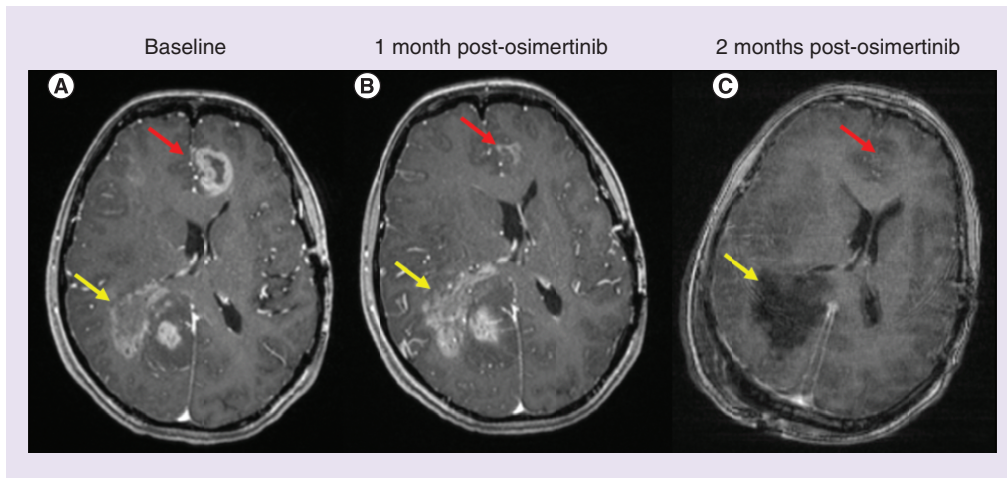 Baseline
1 month post-osimertinib
2 months post-osimertinib
A
B
C